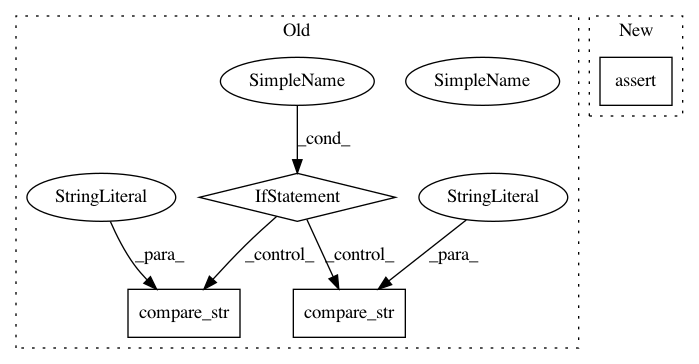 Old
New
SimpleName
SimpleName
assert
_cond_
StringLiteral
IfStatement
StringLiteral
_para_
_control_
_control_
_para_
compare_str
compare_str